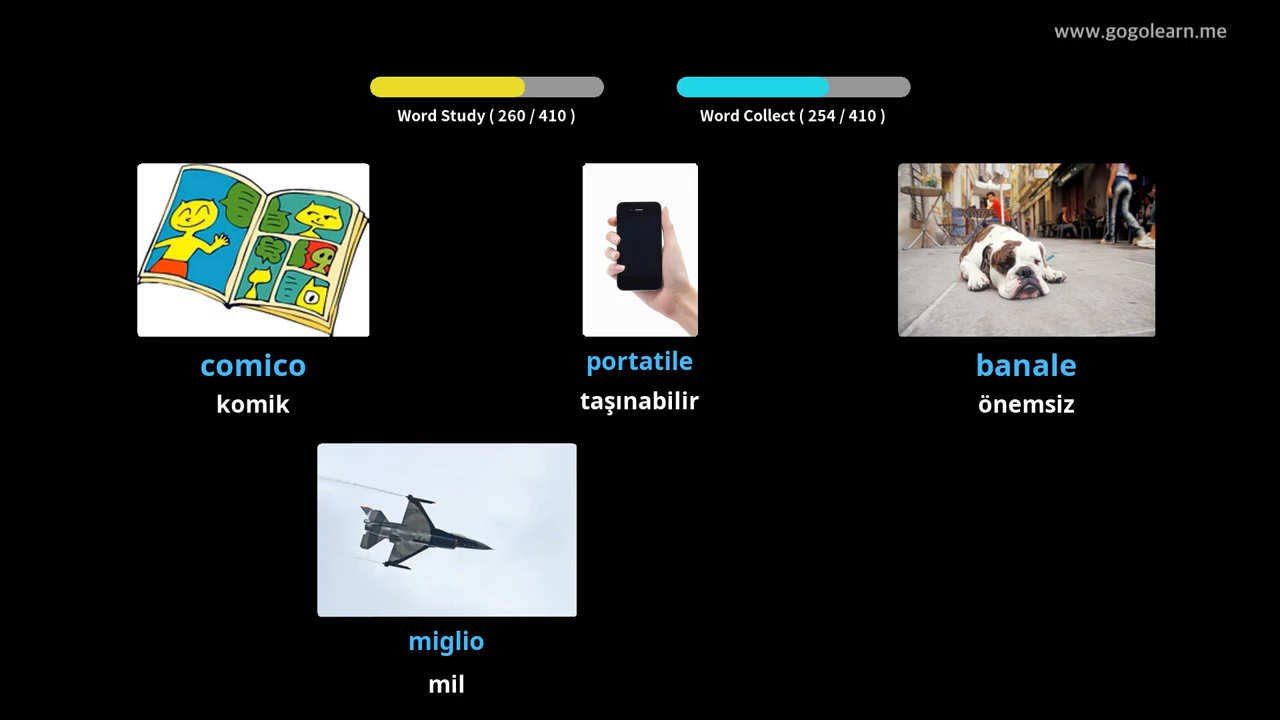 www.gogolearn.me
Word Study ( 260 / 410 )
Word Collect ( 254 / 410 )
comico
komik
portatile
taşınabilir
banale
önemsiz
miglio
mil